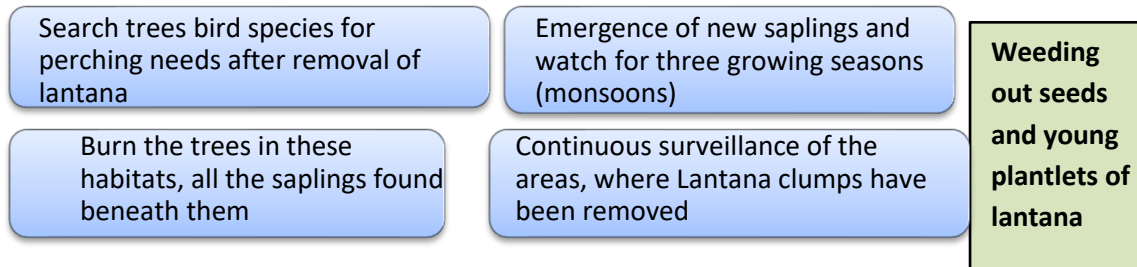 Search trees bird species for
perching needs after removal of
lantana
Emergence of new saplings and
watch for three growing seasons
(monsoons)
Burn the trees in these
habitats, all the saplings found
beneath them
Continuous surveillance of the
areas, where Lantana clumps have
been removed
Weeding
out seeds
and young
plantlets of
lantana